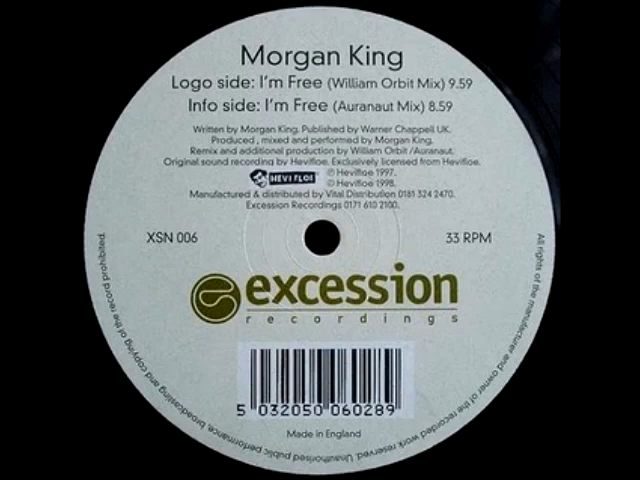 Morgan King
Logo side: I'm Free (William Orbit Mix) 9.59
Info side: I'm Free (Auranaut Mix) 8.59
Written by Morgan King. Published by Warner Chappell UK.
Produced, mixed and performed by Morgan King.
Remix and additional production by William Orbit /Auranaut.
Original sound recording by Hevifloe. Exclusively licensed from Hevifloe.
HEVIFLOE
℗ Hevifloe 1997.
© Hevifloe 1998.
Manufactured & distributed by Vital Distribution 0181 324 2470.
Excession Recordings 0171 610 2100.
XSN 006
33 RPM
excession
recordings
5 032050 060289
Made in England
All rights of the manufacturer and owner of the recorded work reserved. Unauthorised public performance, broadcasting and copying of the record prohibited.